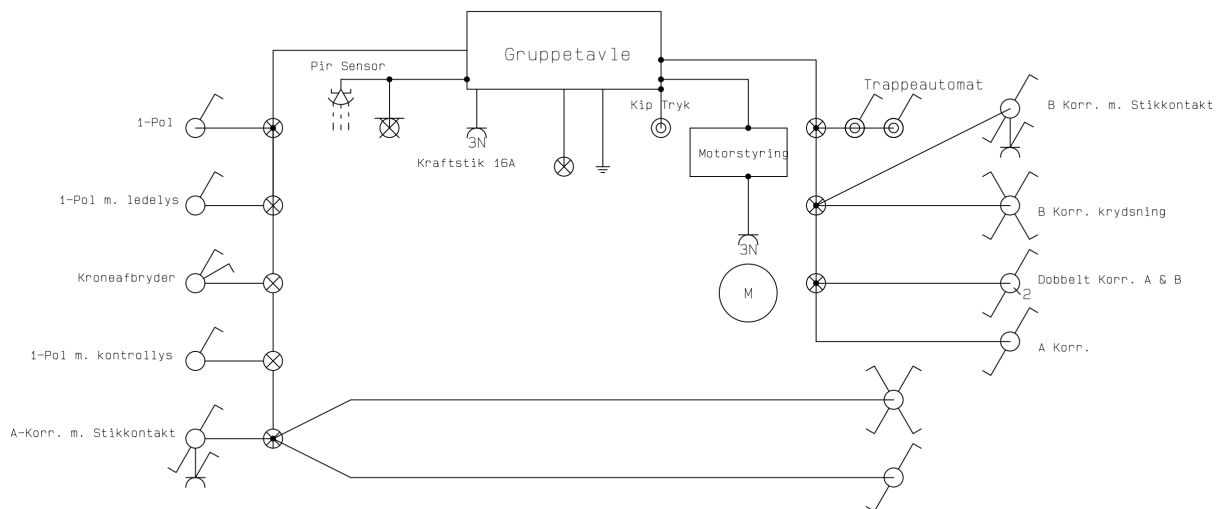 Gruppetavle
Pir Sensor
Trappeautomat
Kip Tryk
B Korr. m. Stikkontakt
1-Pol
3N
Kraftstik 16A
Motorstyring
1-Pol m. ledelys
B Korr. krydsning
3N
Kroneafbryder
M
Dobbelt Korr. A & B
2
A Korr.
1-Pol m. kontrollys
A-Korr. m. Stikkontakt